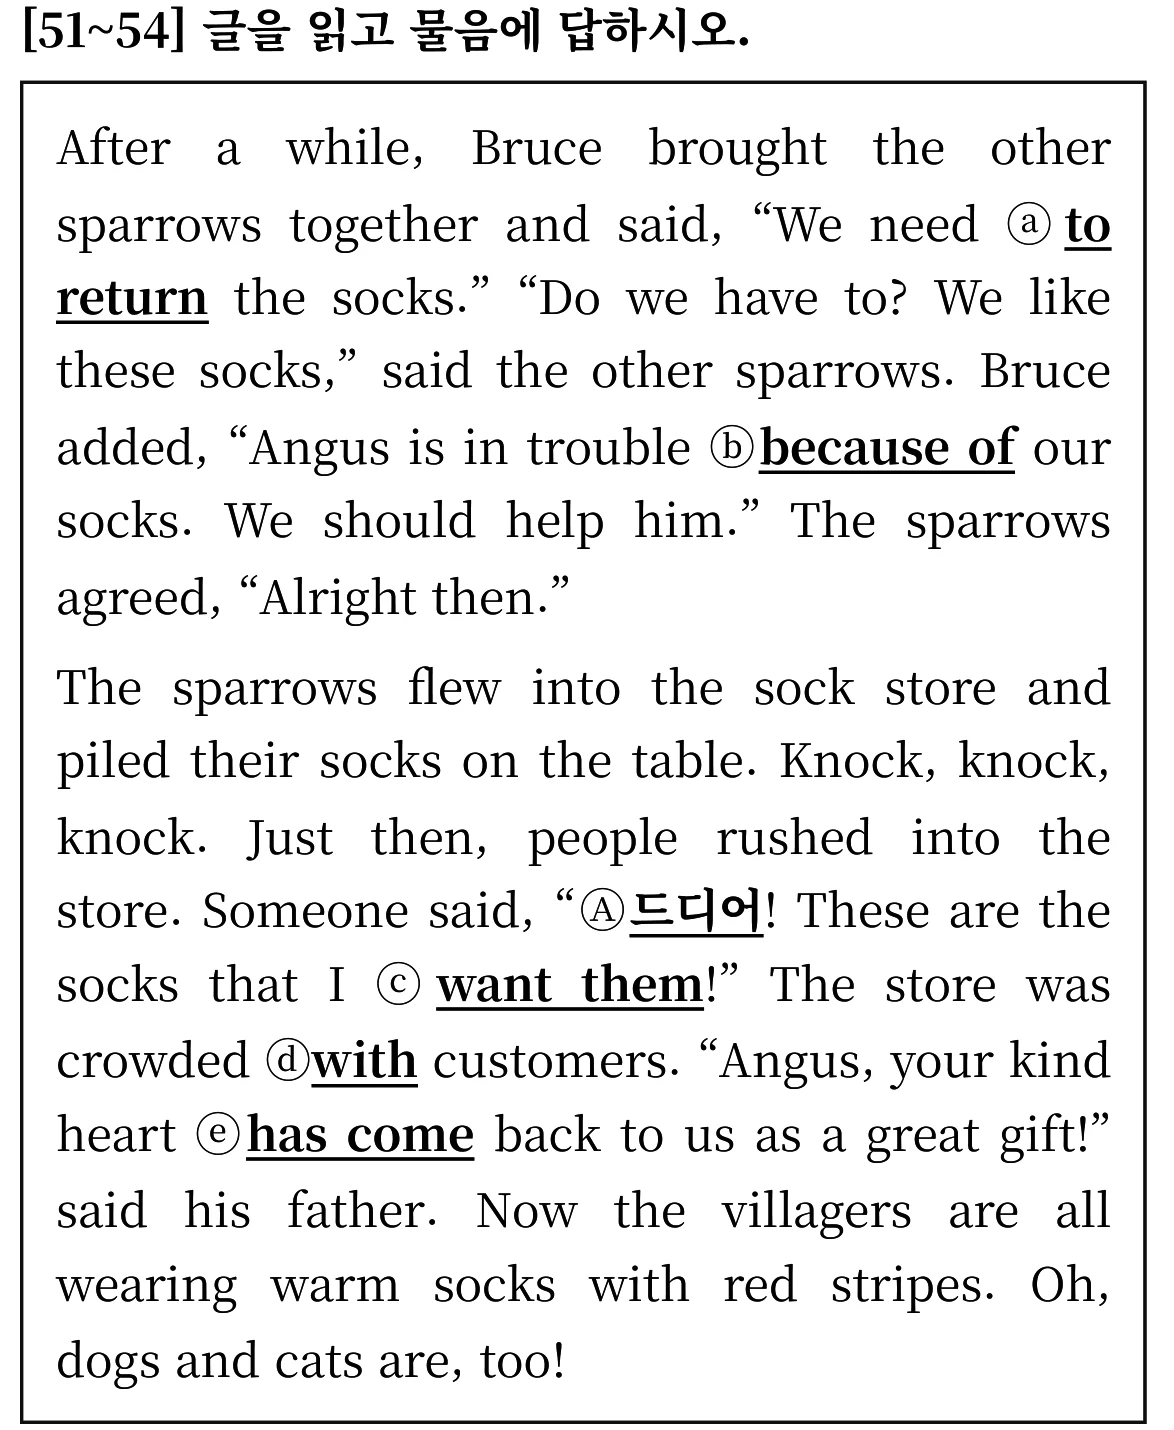 [51~54] 글을 읽고 물음에 답하시오.
After a while, Bruce brought the other
sparrows together and said, “We need ⓐ to
return the socks.” “Do we have to? We like
these socks,” said the other sparrows. Bruce
added, “Angus is in trouble ⓑbecause of our
socks. We should help him.” The sparrows
agreed, “Alright then.”
The sparrows flew into the sock store and
piled their socks on the table. Knock, knock,
knock. Just then, people rushed into the
store. Someone said, “Ⓐ드디어! These are the
socks that I ⓒ want them!” The store was
crowded ⓓwith customers. “Angus, your kind
heart ⓔhas come back to us as a great gift!”
said his father. Now the villagers are all
wearing warm socks with red stripes. Oh,
dogs and cats are, too!